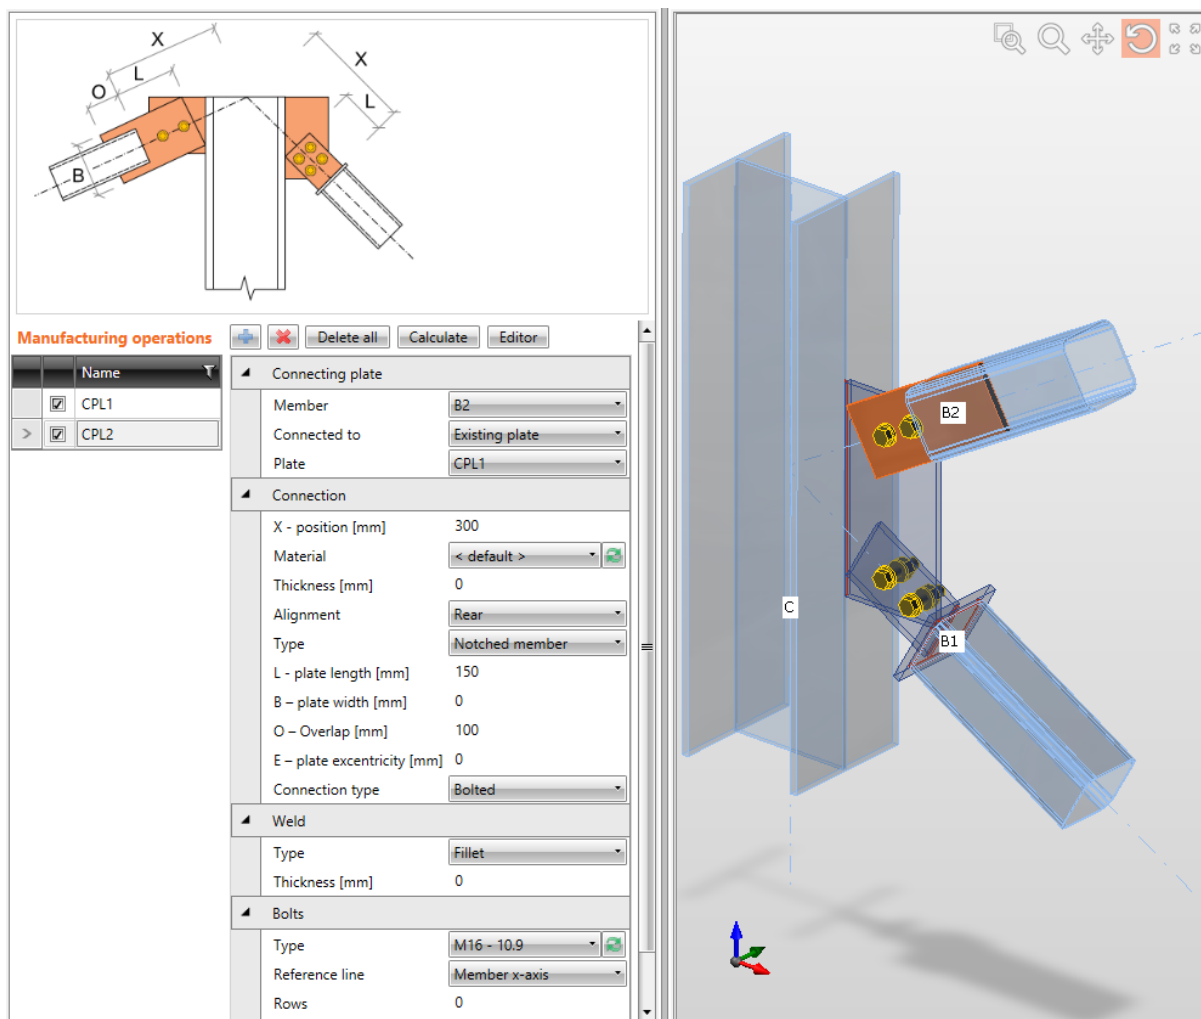 X
X
L
O
L
B
Manufacturing operations
Delete all
Calculate
Editor
Name
CPL1
CPL2
Connecting plate
Member B2
Connected to Existing plate
Plate CPL1
Connection
X - position [mm] 300
Material < default >
Thickness [mm] 0
Alignment Rear
Type Notched member
L - plate length [mm] 150
B – plate width [mm] 0
O – Overlap [mm] 100
E – plate excentricity [mm] 0
Connection type Bolted
Weld
Type Fillet
Thickness [mm] 0
Bolts
Type M16 - 10.9
Reference line Member x-axis
Rows 0
B2
C
B1